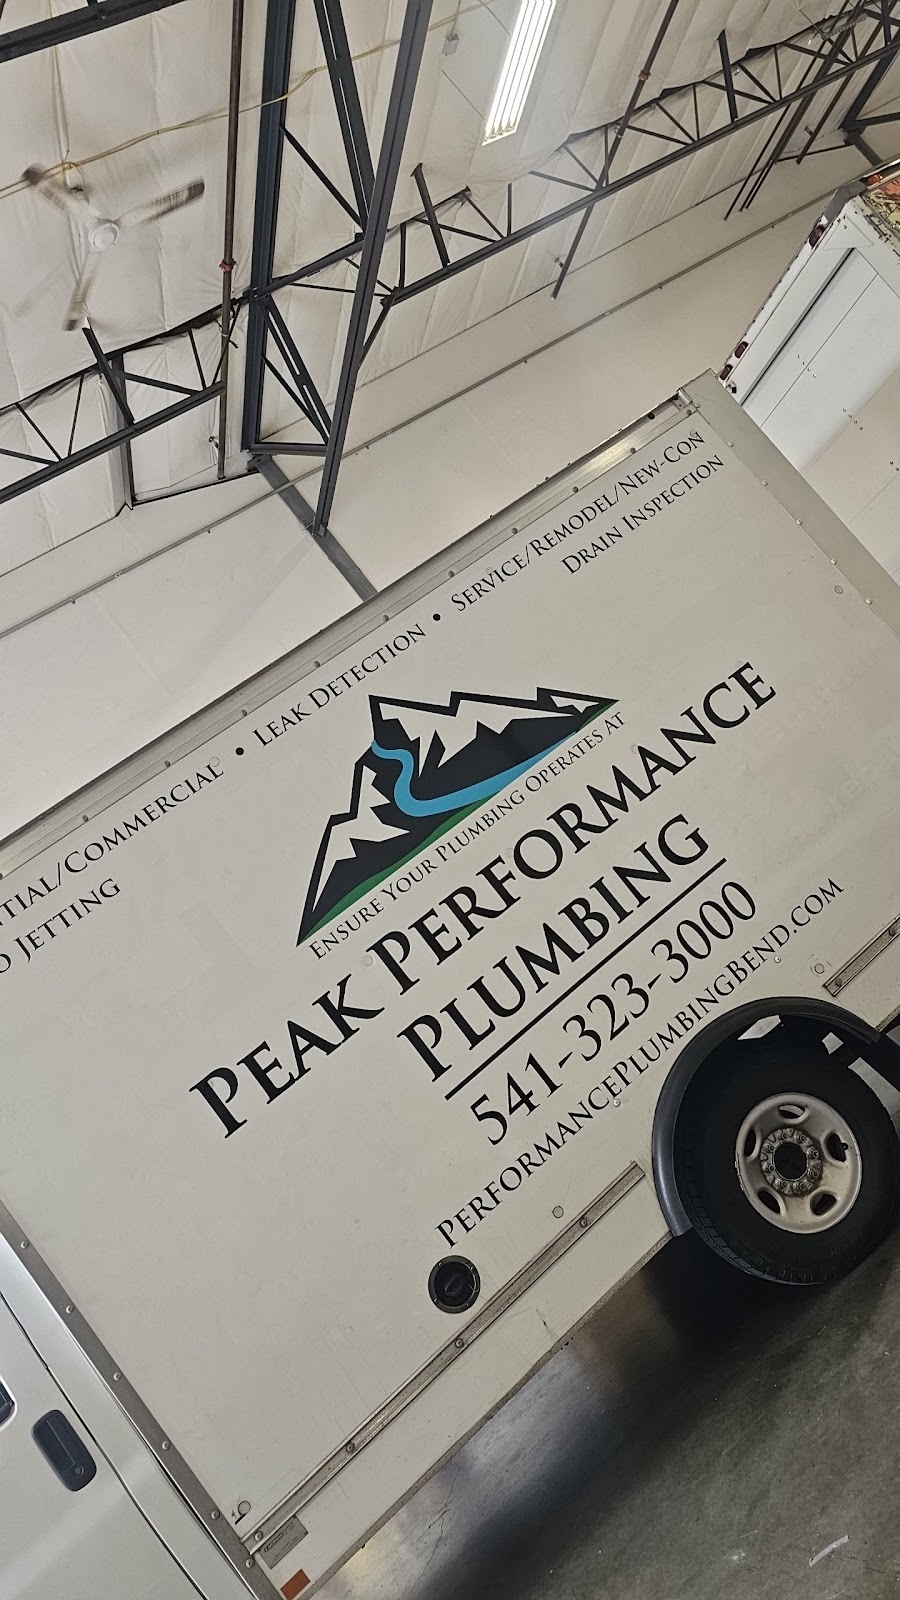 NTIAL/COMMERCIAL • LEAK DETECTION • SERVICE/REMODEL/NEW-CON
O JETTING
DRAIN INSPECTION
ENSURE YOUR PLUMBING OPERATES AT
PEAK PERFORMANCE
PLUMBING
541-323-3000
PERFORMANCEPLUMBINGBEND.COM